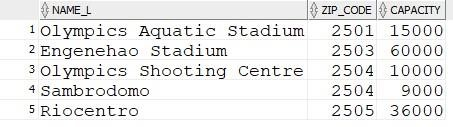 NAME_L ZIP_CODE CAPACITY
1 Olympics Aquatic Stadium 2501 15000
2 Engenehao Stadium 2503 60000
3 Olympics Shooting Centre 2504 10000
4 Sambrodomo 2504 9000
5 Riocentro 2505 36000